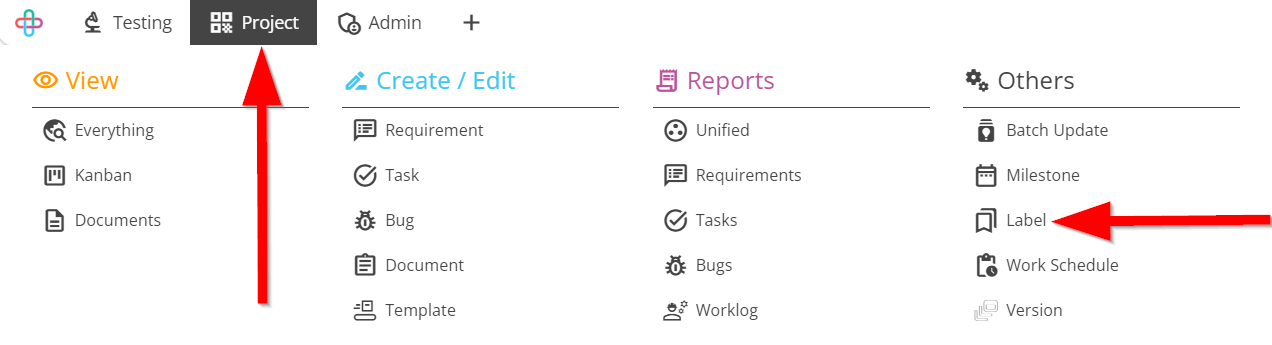 Testing Project Admin +
View
Everything
Kanban
Documents
Create / Edit
Requirement
Task
Bug
Document
Template
Reports
Unified
Requirements
Tasks
Bugs
Worklog
Others
Batch Update
Milestone
Label
Work Schedule
Version